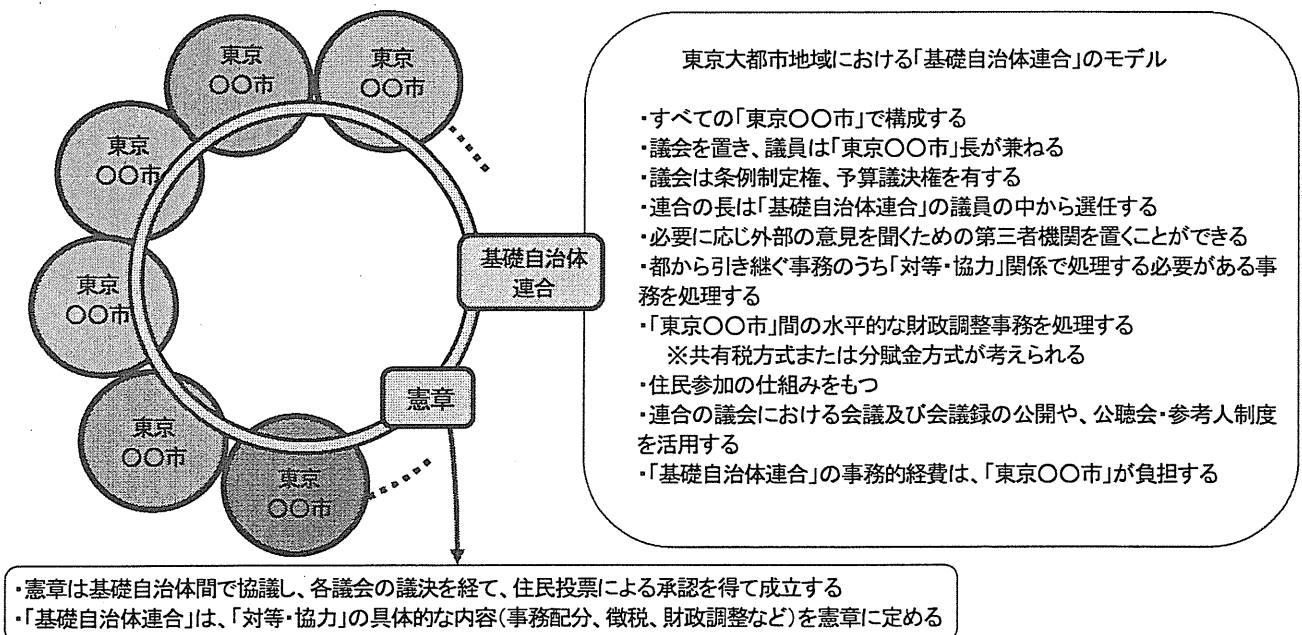 東京
〇〇市
東京
〇〇市
東京
〇〇市
東京
〇〇市
東京
〇〇市
東京
〇〇市
基礎自治体
連合
憲章
東京大都市地域における「基礎自治体連合」のモデル
・すべての「東京〇〇市」で構成する
・議会を置き、議員は「東京〇〇市」長が兼ねる
・議会は条例制定権、予算議決権を有する
・連合の長は「基礎自治体連合」の議員の中から選任する
・必要に応じ外部の意見を聞くための第三者機関を置くことができる
・都から引き継ぐ事務のうち「対等・協力」関係で処理する必要がある事
務を処理する
・「東京〇〇市」間の水平的な財政調整事務を処理する
※共有税方式または分賦金方式が考えられる
・住民参加の仕組みをもつ
・連合の議会における会議及び会議録の公開や、公聴会・参考人制度
を活用する
・「基礎自治体連合」の事務的経費は、「東京〇〇市」が負担する
・憲章は基礎自治体間で協議し、各議会の議決を経て、住民投票による承認を得て成立する
・「基礎自治体連合」は、「対等・協力」の具体的な内容(事務配分、徴税、財政調整など)を憲章に定める